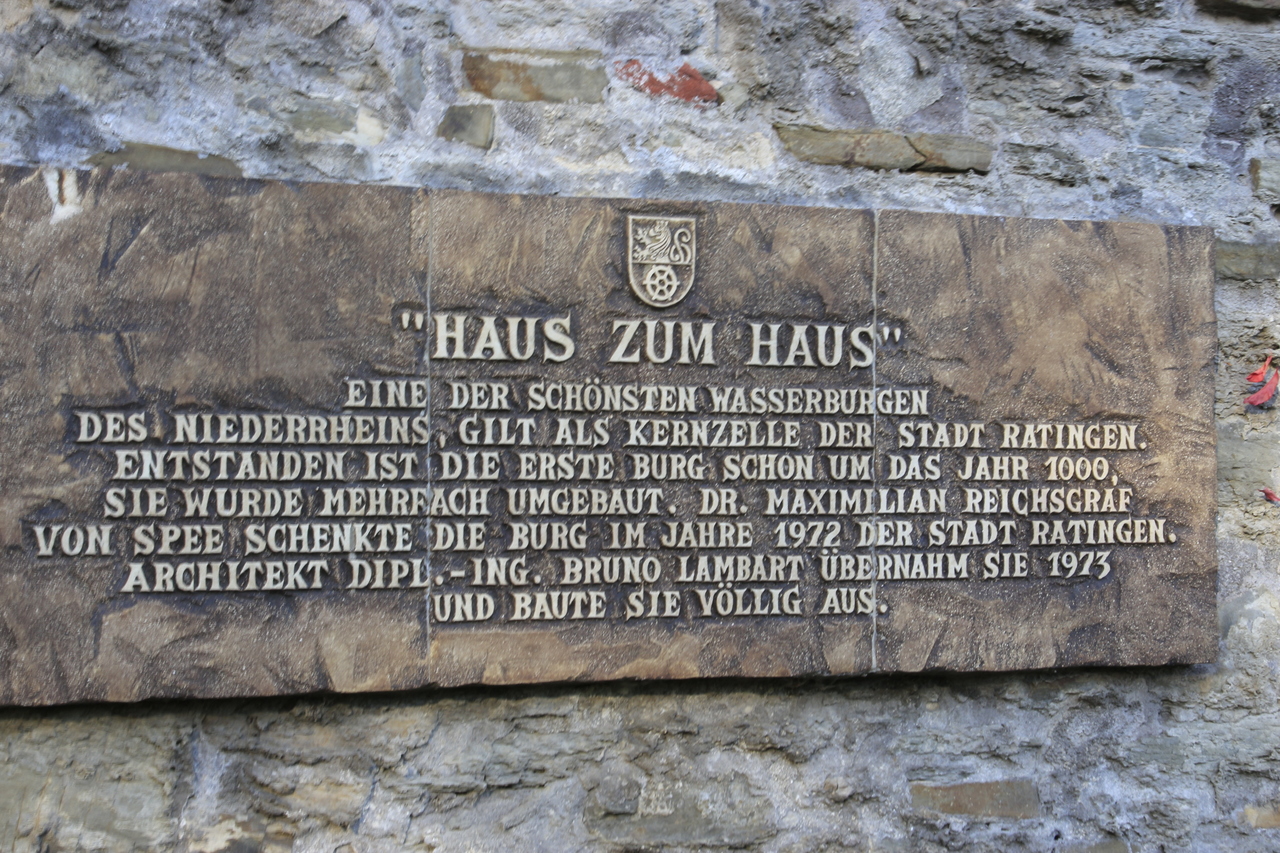 "HAUS ZUM HAUS"
EINE DER SCHÖNSTEN WASSERBURGEN
DES NIEDERRHEINS, GILT ALS KERNZELLE DER STADT RATINGEN.
ENTSTANDEN IST DIE ERSTE BURG SCHON UM DAS JAHR 1000,
SIE WURDE MEHRFACH UMGEBAUT. DR. MAXIMILIAN REICHSGRAF
VON SPEE SCHENKTE DIE BURG IM JAHRE 1972 DER STADT RATINGEN.
ARCHITEKT DIPL.-ING. BRUNO LAMBART ÜBERNAHM SIE 1973
UND BAUTE SIE VÖLLIG AUS.